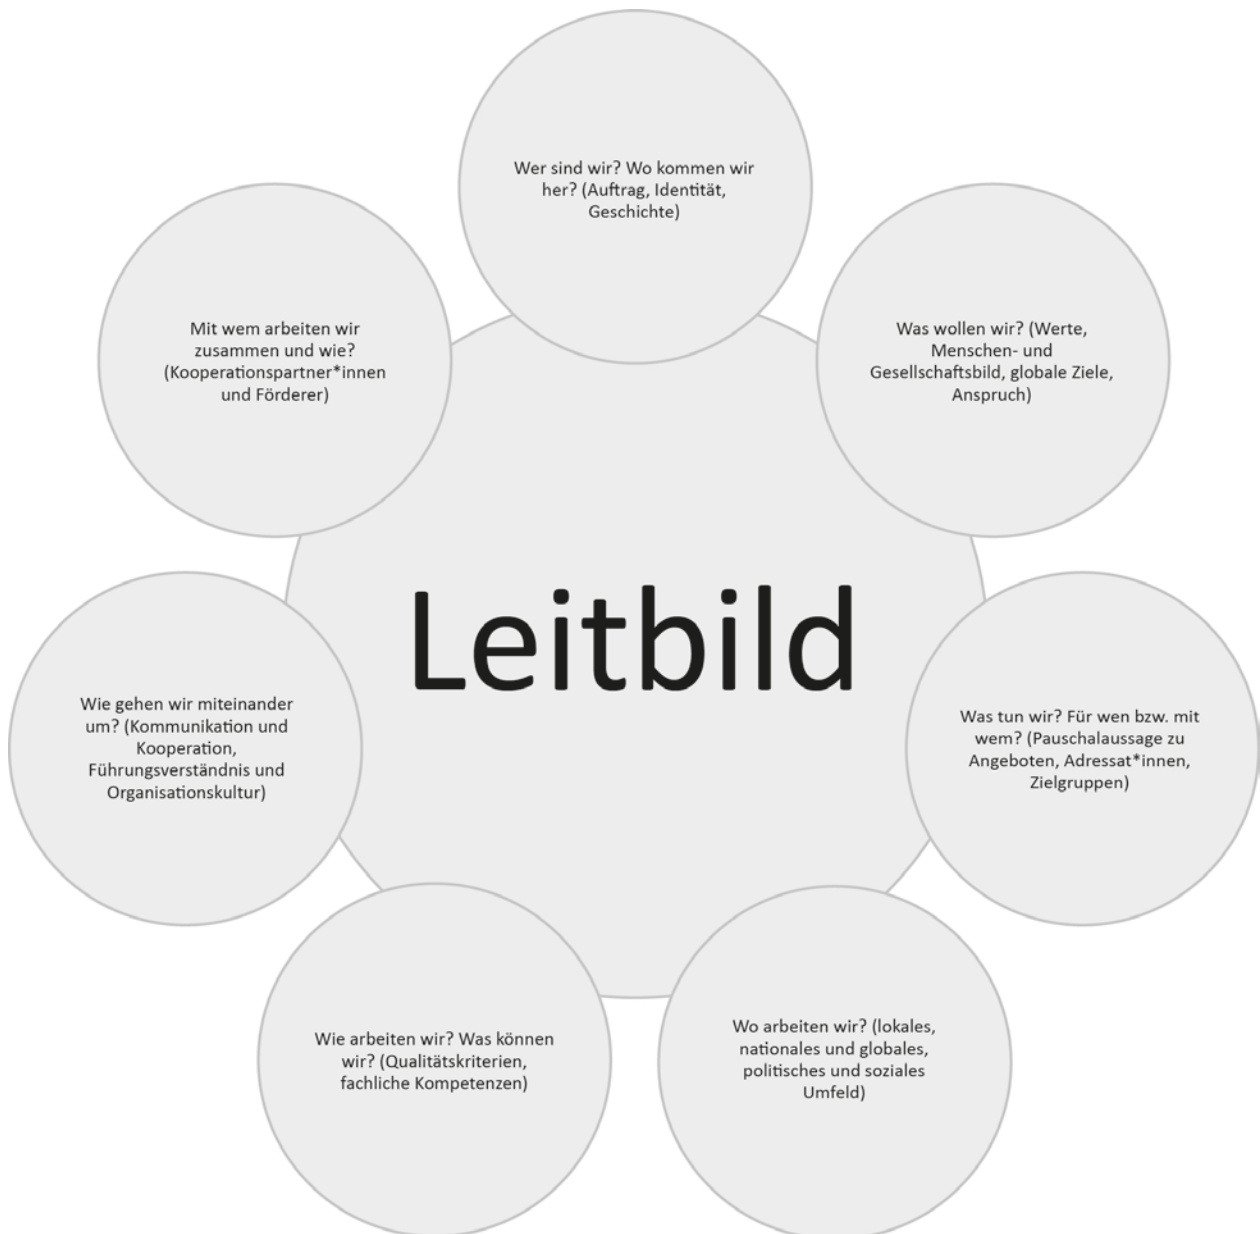 Wer sind wir? Wo kommen wir
her? (Auftrag, Identität,
Geschichte)
Was wollen wir? (Werte,
Menschen- und
Gesellschaftsbild, globale Ziele,
Anspruch)
Was tun wir? Für wen bzw. mit
wem? (Pauschalaussage zu
Angeboten, Adressat*innen,
Zielgruppen)
Wo arbeiten wir? (lokales,
nationales und globales,
politisches und soziales
Umfeld)
Wie arbeiten wir? Was können
wir? (Qualitätskriterien,
fachliche Kompetenzen)
Wie gehen wir miteinander
um? (Kommunikation und
Kooperation,
Führungsverständnis und
Organisationskultur)
Mit wem arbeiten wir
zusammen und wie?
(Kooperationspartner*innen
und Förderer)
Leitbild